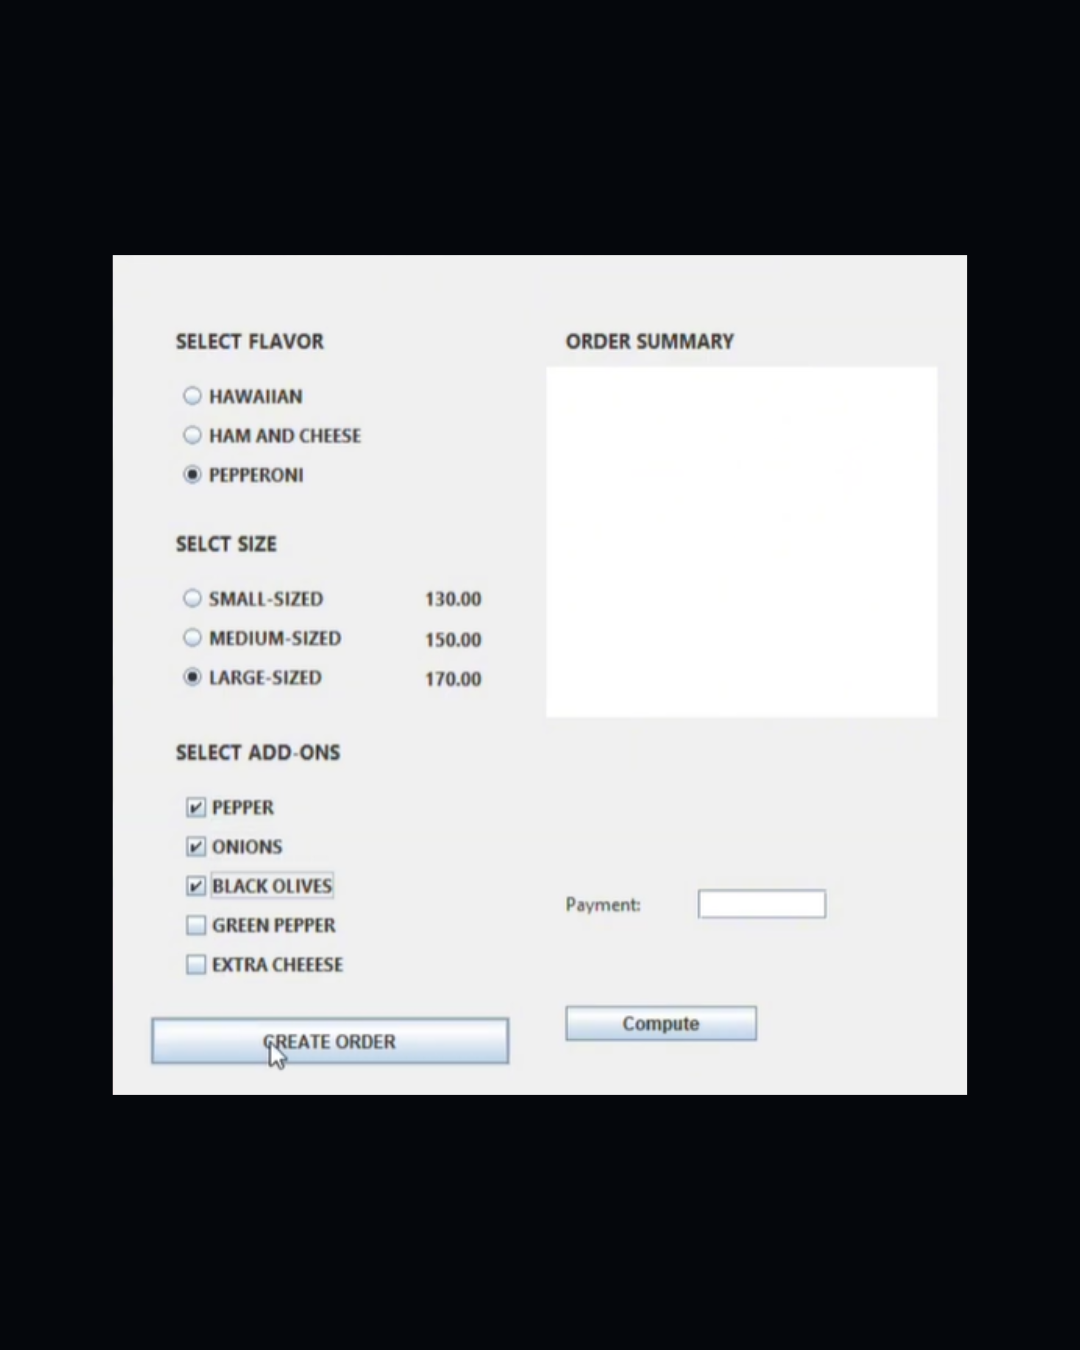 SELECT FLAVOR
HAWAIIAN
HAM AND CHEESE
PEPPERONI
SELCT SIZE
SMALL-SIZED 130.00
MEDIUM-SIZED 150.00
LARGE-SIZED 170.00
SELECT ADD-ONS
PEPPER
ONIONS
BLACK OLIVES
GREEN PEPPER
EXTRA CHEEESE
CREATE ORDER
ORDER SUMMARY
Payment:
Compute